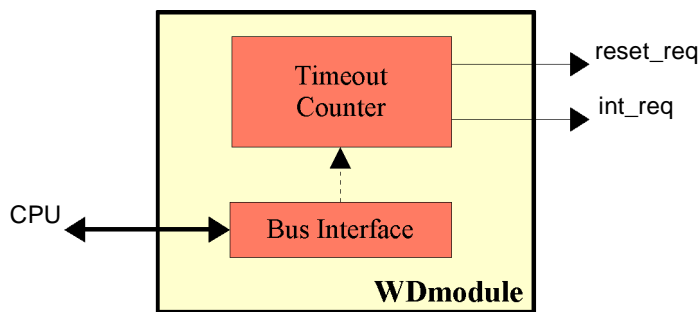 Timeout
Counter
reset_req
int_req
CPU
Bus Interface
WDmodule